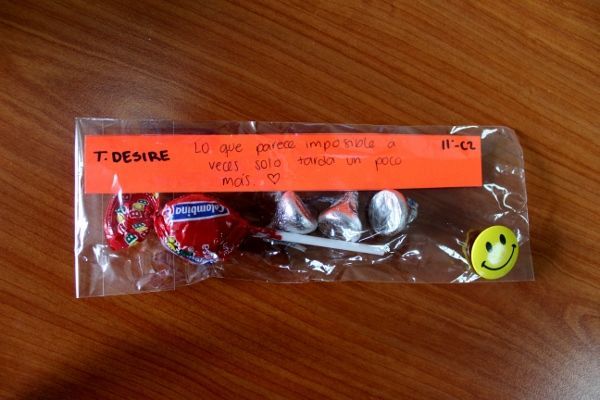 T. DESIRE
Lo que parece imposible a
veces solo tarda un poco
más. ♡
11°-C2
Colombina